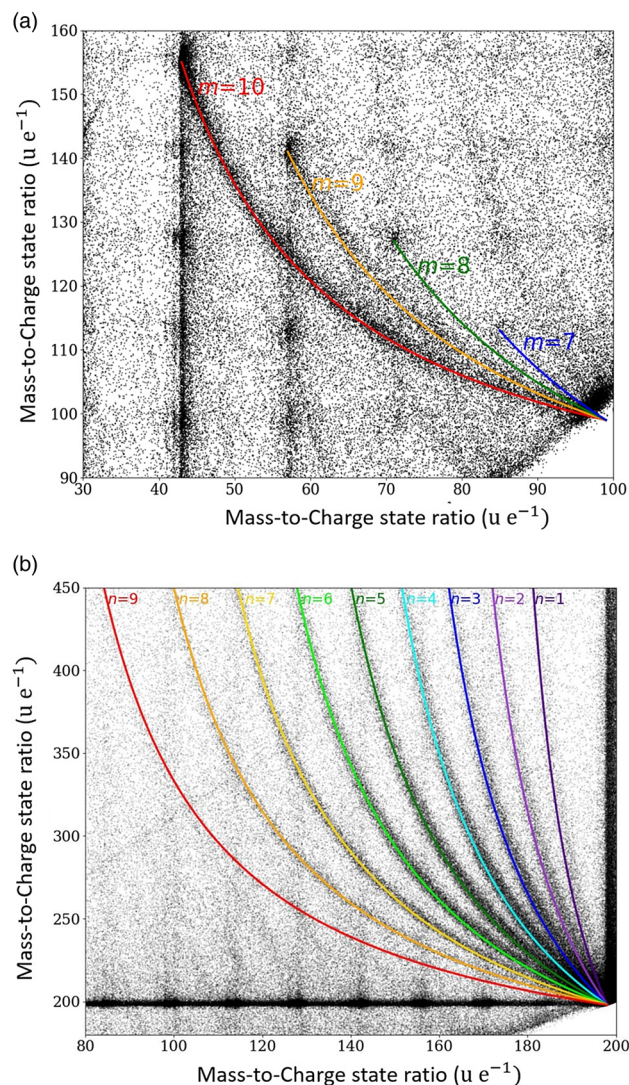 (a)
160
150
140
130
120
110
100
90
Mass-to-Charge state ratio (u e⁻¹)
m=10
m=9
m=8
m=7
30 40 50 60 70 80 90 100
Mass-to-Charge state ratio (u e⁻¹)
(b)
450
400
350
300
250
200
Mass-to-Charge state ratio (u e⁻¹)
n=9 n=8 n=7 n=6 n=5 n=4 n=3 n=2 n=1
80 100 120 140 160 180 200
Mass-to-Charge state ratio (u e⁻¹)